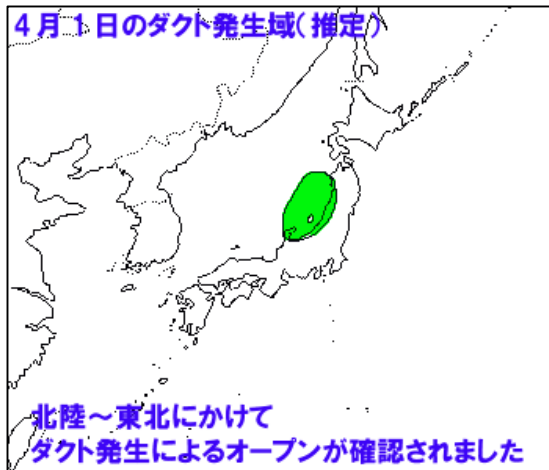 4月1日のダクト発生域(推定)
北陸～東北にかけて
ダクト発生によるオープンが確認されました